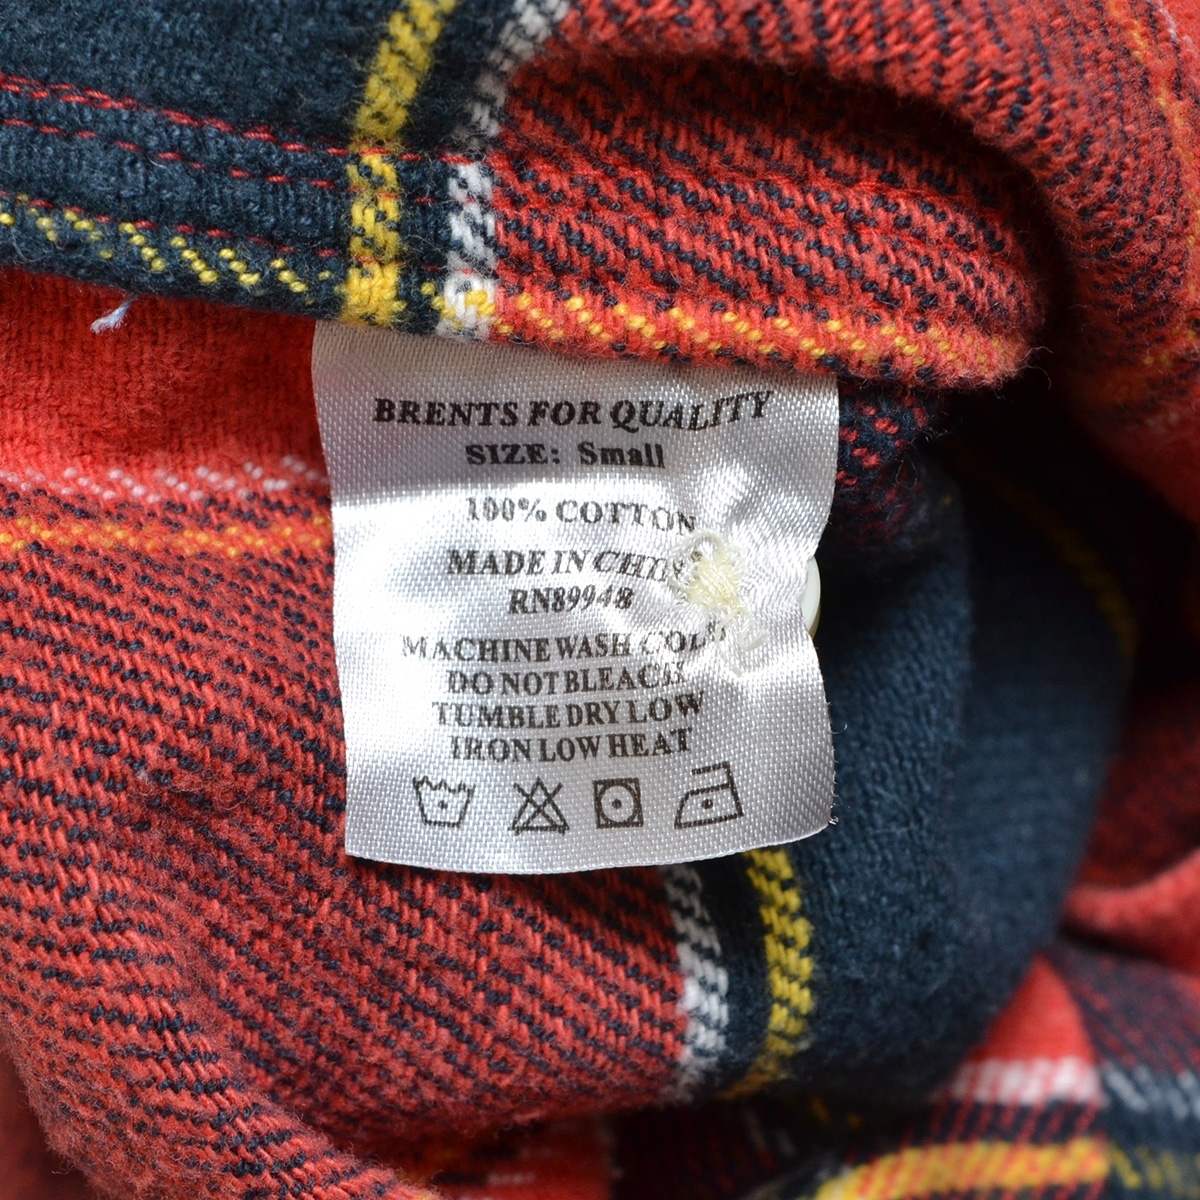 BRENTS FOR QUALITY
SIZE: Small
100% COTTON
MADE IN CHINA
RN89948
MACHINE WASH COLD
DO NOT BLEACH
TUMBLE DRY LOW
IRON LOW HEAT